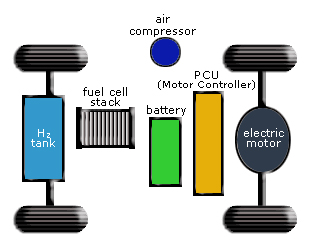 air
compressor
PCU
(Motor Controller)
fuel cell
stack
battery
H₂
tank
electric
motor